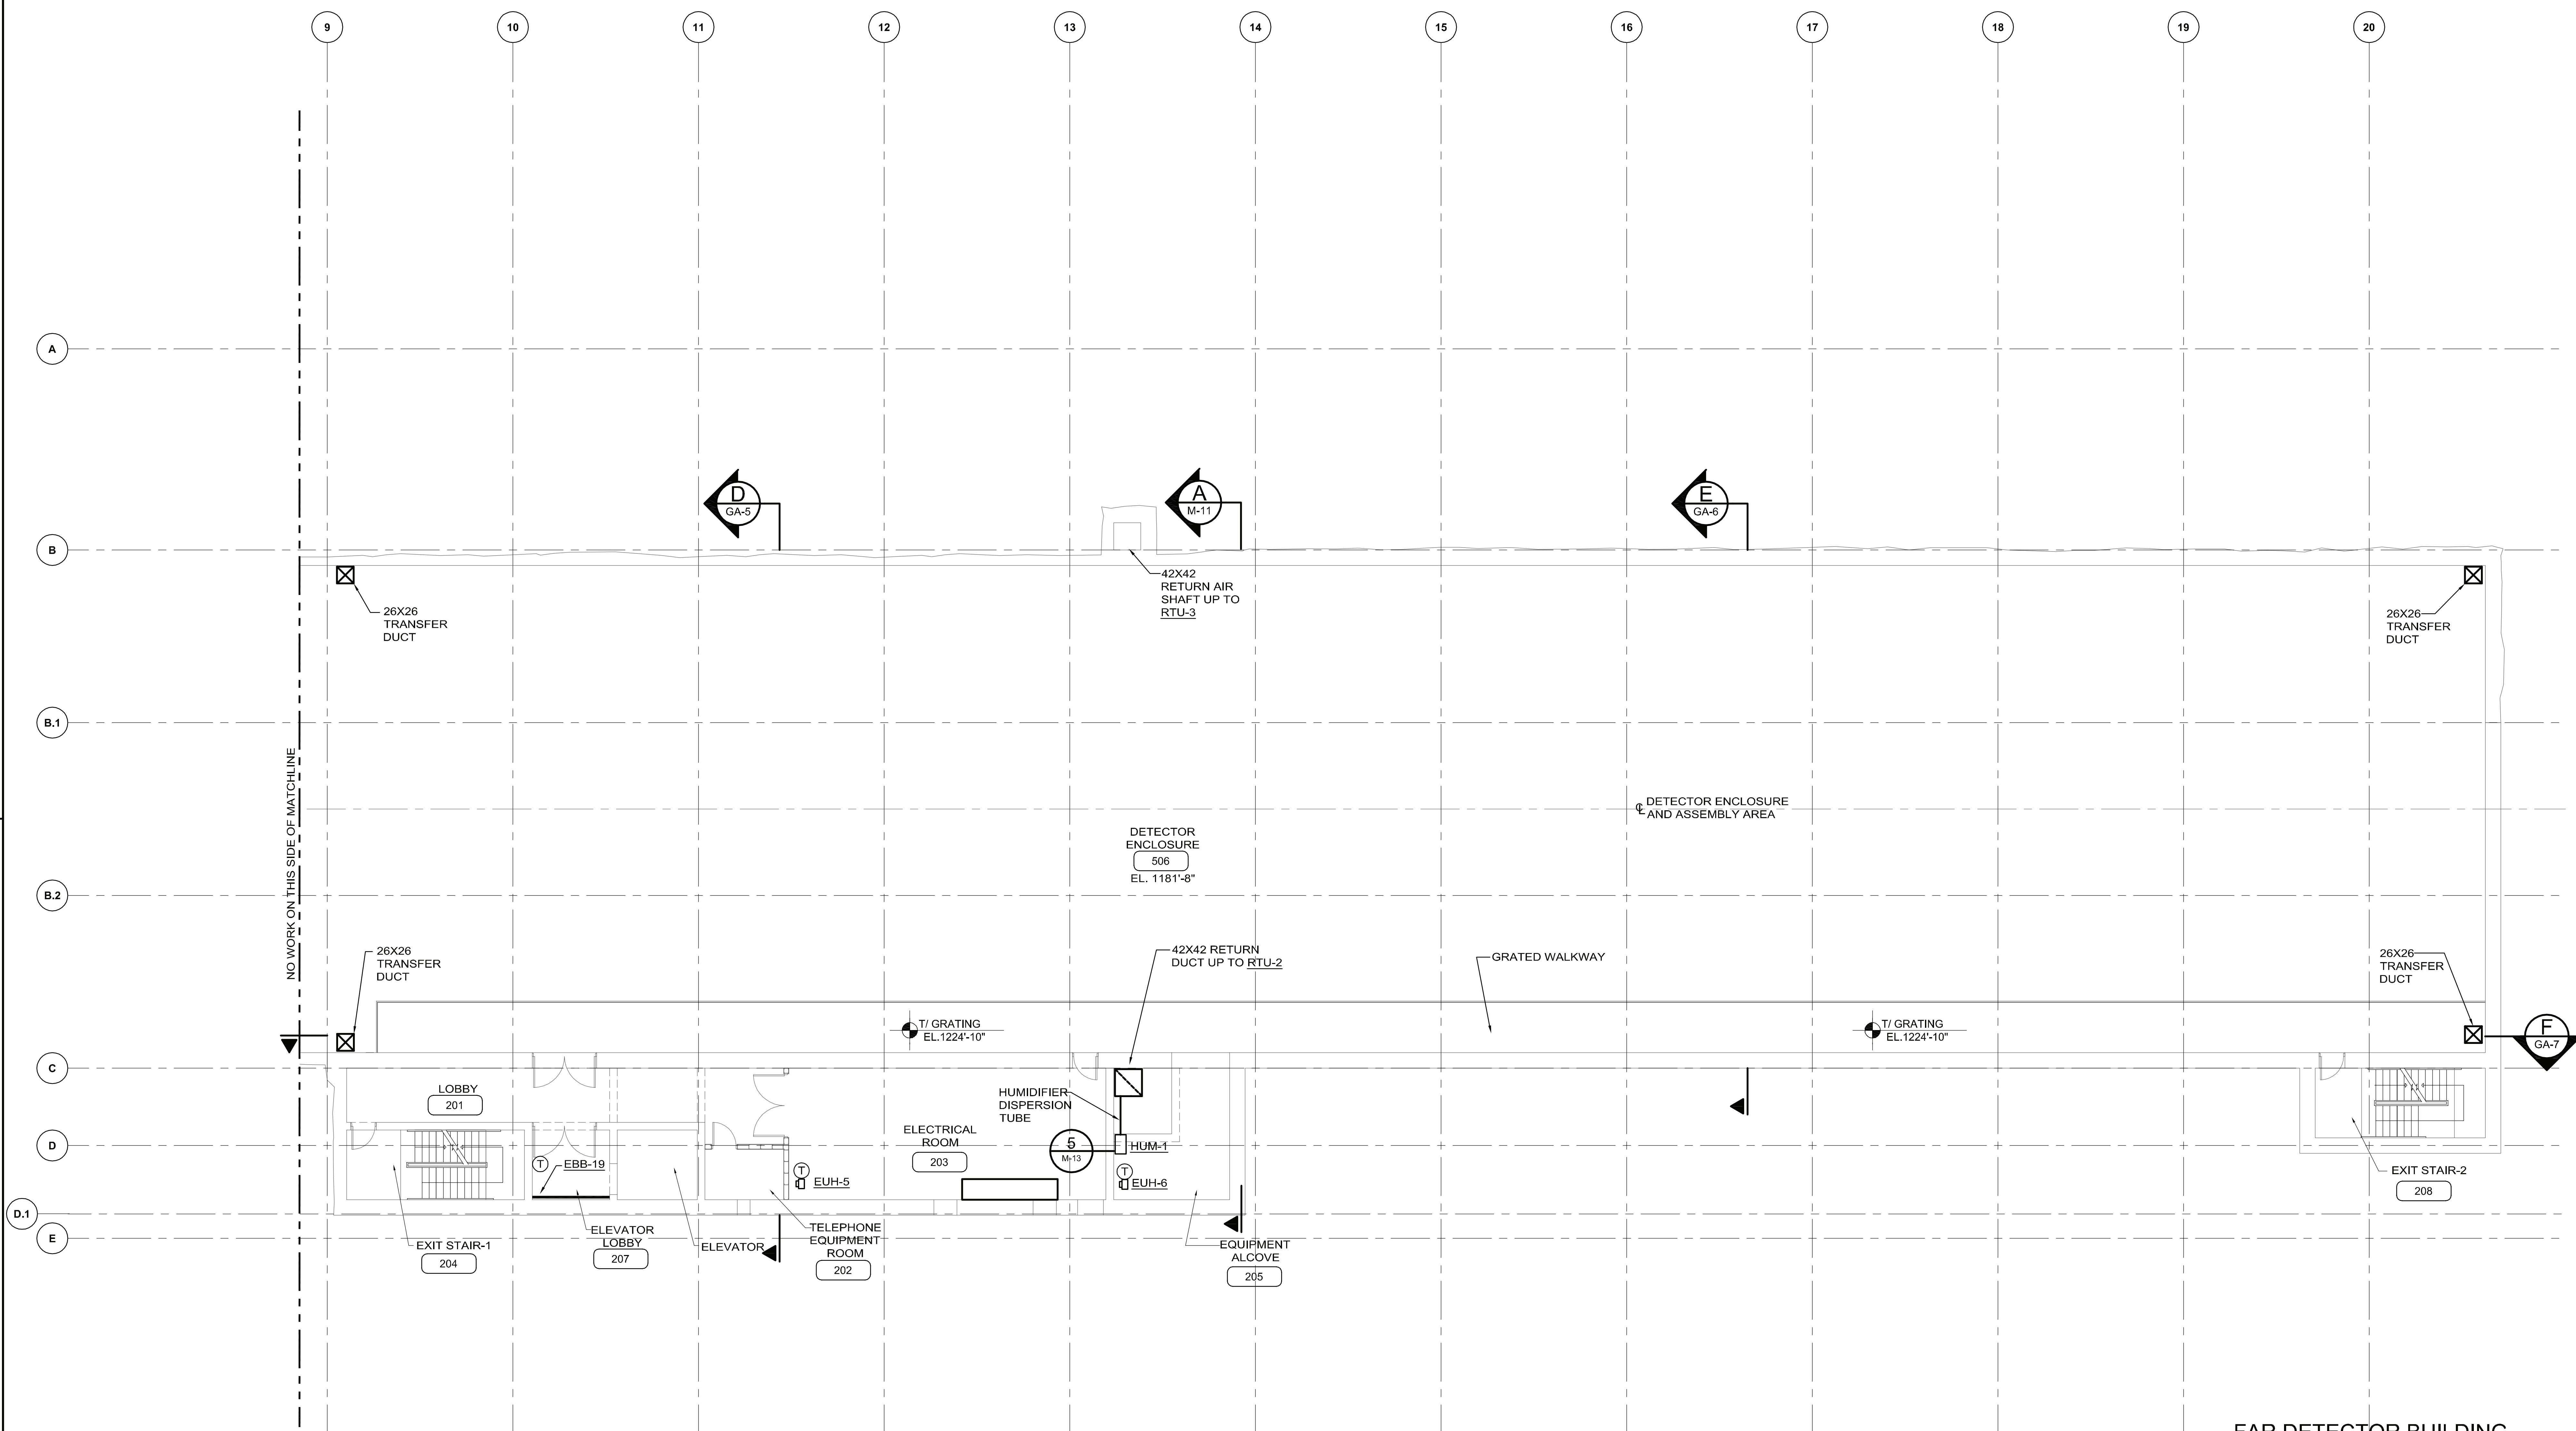 9
10
11
12
13
14
15
16
17
18
19
20
A
D
GA-5
A
M-11
E
GA-6
B
42X42
RETURN AIR
SHAFT UP TO
RTU-3
26X26
TRANSFER
DUCT
26X26
TRANSFER
DUCT
B.1
NO WORK ON THIS SIDE OF MATCHLINE
℄ DETECTOR ENCLOSURE
AND ASSEMBLY AREA
DETECTOR
ENCLOSURE
506
EL. 1181'-8"
B.2
26X26
TRANSFER
DUCT
42X42 RETURN
DUCT UP TO RTU-2
GRATED WALKWAY
26X26
TRANSFER
DUCT
T/ GRATING
EL.1224'-10"
T/ GRATING
EL.1224'-10"
F
GA-7
C
LOBBY
201
HUMIDIFIER
DISPERSION
TUBE
ELECTRICAL
ROOM
203
5
M-13
HUM-1
D
T
EBB-19
T
EUH-5
T
EUH-6
EXIT STAIR-2
208
D.1
E
EXIT STAIR-1
204
ELEVATOR
LOBBY
207
ELEVATOR
TELEPHONE
EQUIPMENT
ROOM
202
EQUIPMENT
ALCOVE
205
FAR DETECTOR BUILDING